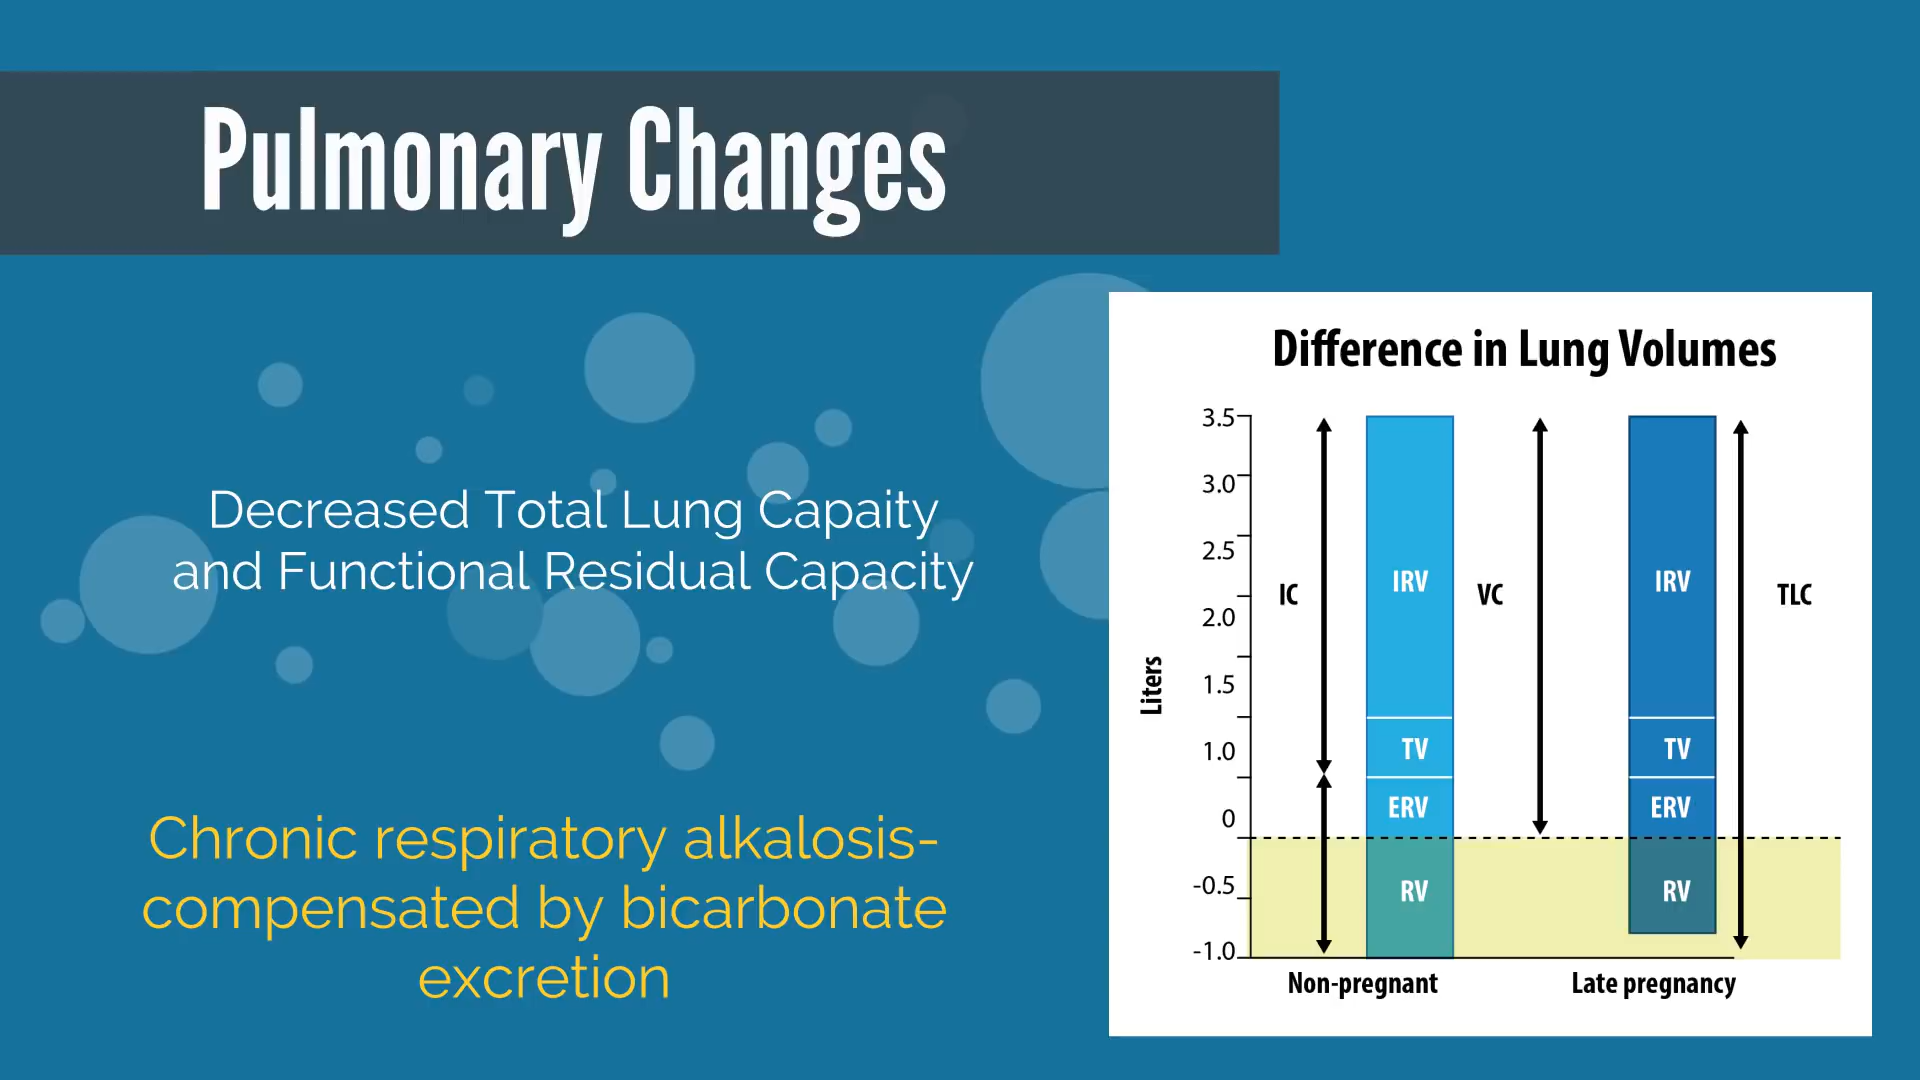 Pulmonary Changes
Decreased Total Lung Capaity
and Functional Residual Capacity
Chronic respiratory alkalosis-
compensated by bicarbonate
excretion
Difference in Lung Volumes
Liters
3.5
3.0
2.5
2.0
1.5
1.0
0
-0.5
-1.0
IC
IRV
TV
ERV
RV
VC
IRV
TV
ERV
RV
TLC
Non-pregnant
Late pregnancy